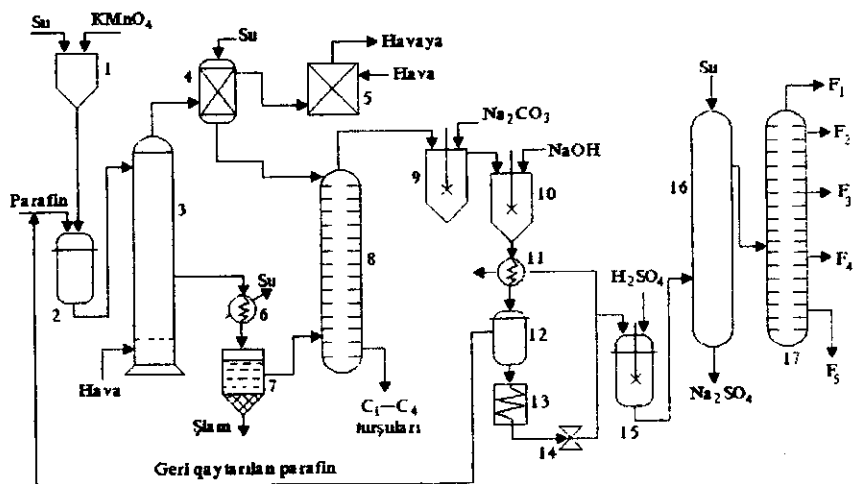 Su
KMnO₄
1
Su
4
Havaya
Hava
5
Na₂CO₃
NaOH
Su
F₁
F₂
F₃
F₄
F₅
Parafin
2
3
Su
6
7
8
9
10
11
12
13
14
H₂SO₄
15
16
17
Hava
Şlam
C₁–C₄
turşuları
Na₂SO₄
Geri qaytarılan parafin